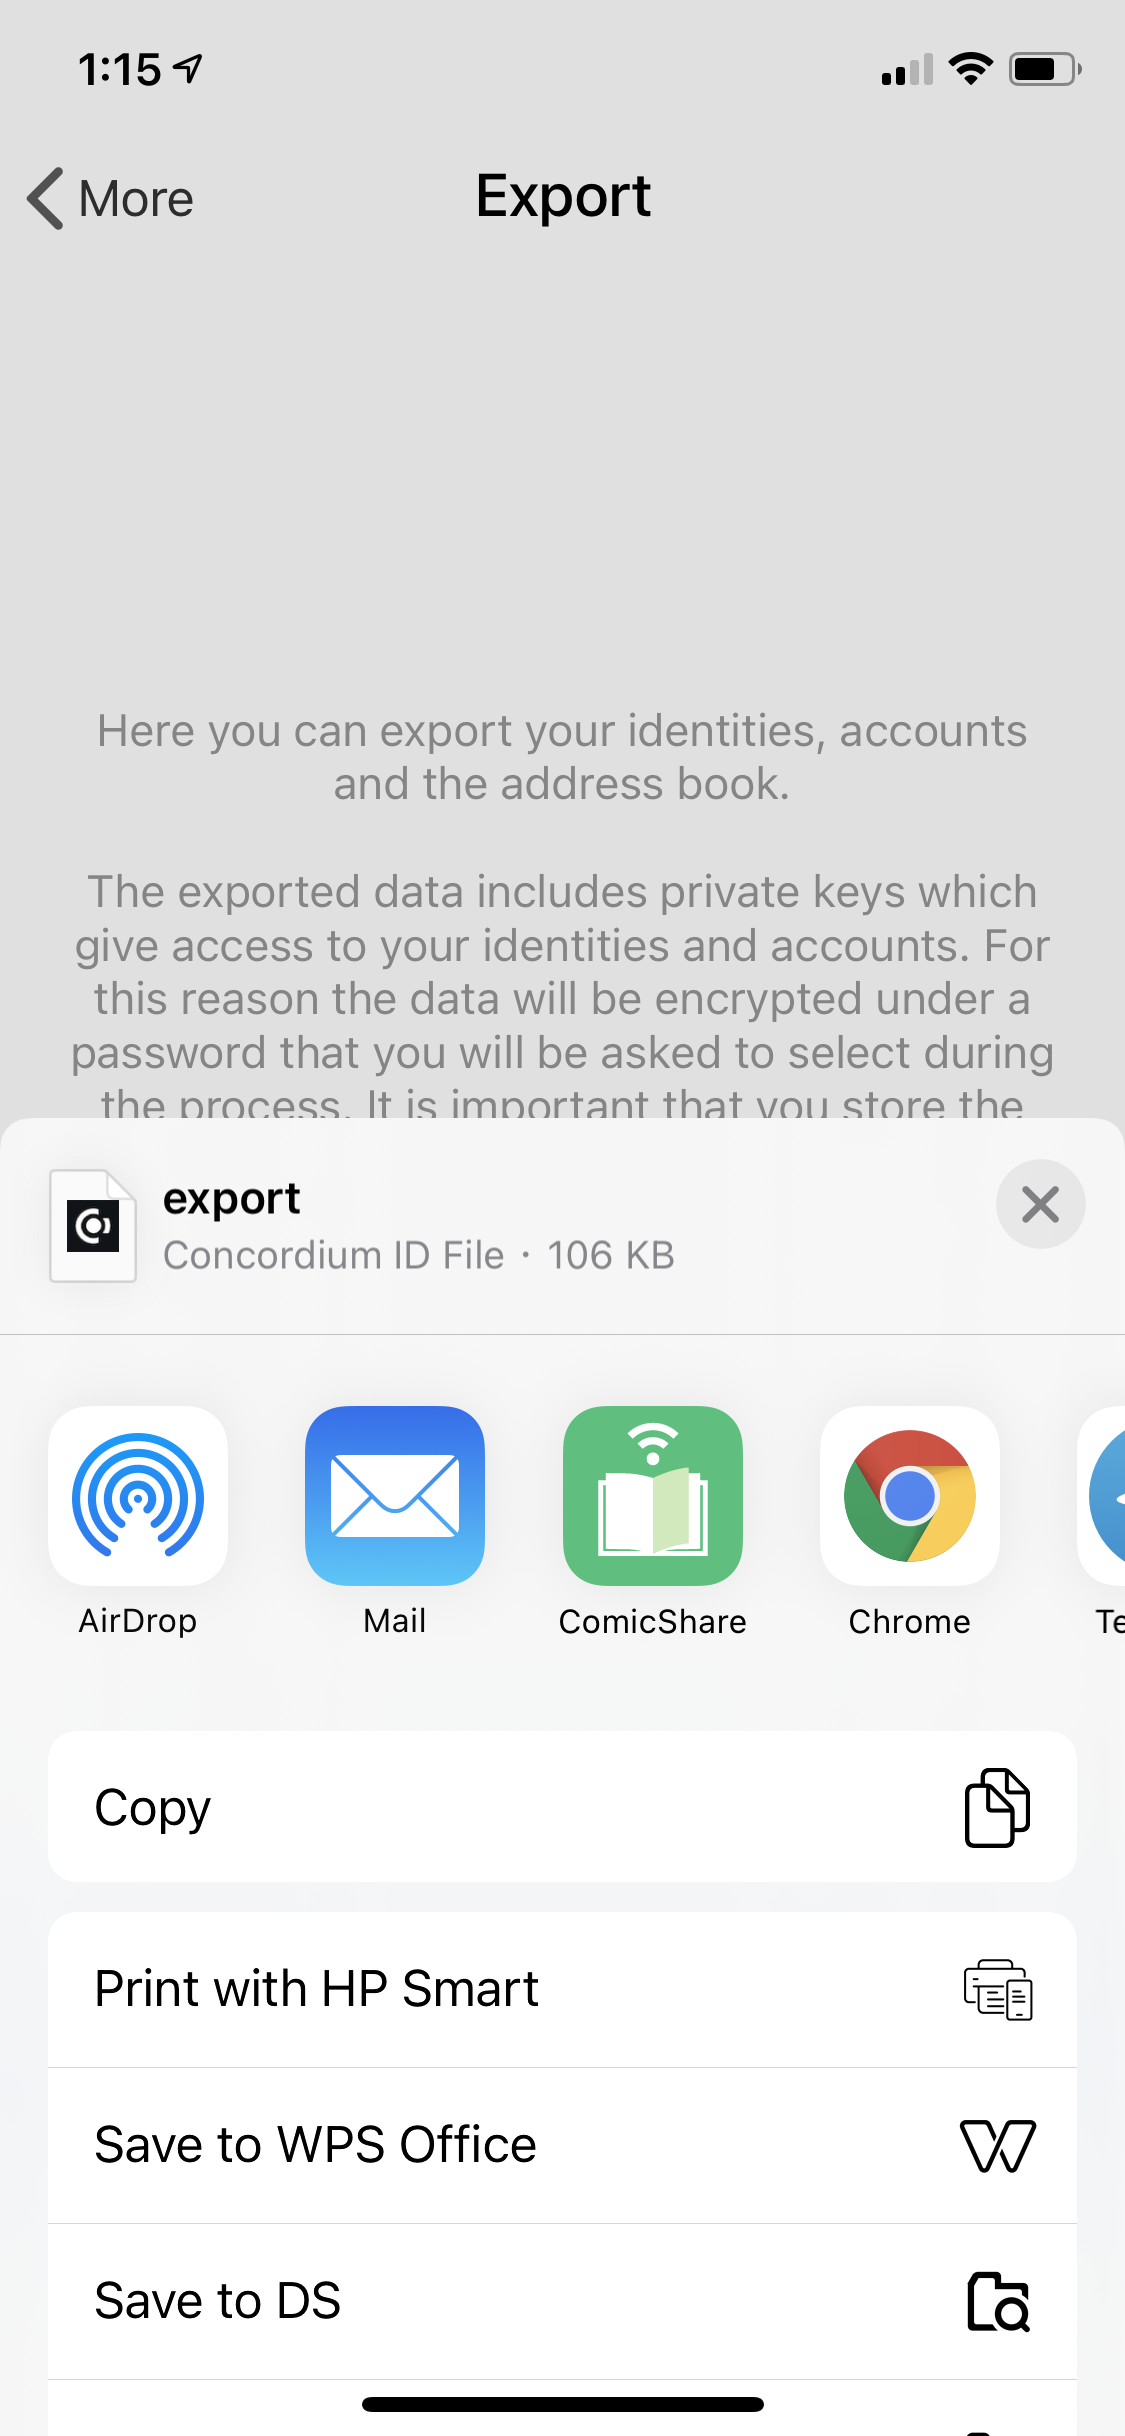 1:15
More
Export
Here you can export your identities, accounts
and the address book.
The exported data includes private keys which
give access to your identities and accounts. For
this reason the data will be encrypted under a
password that you will be asked to select during
the process. It is important that you store the
export
Concordium ID File · 106 KB
AirDrop
Mail
ComicShare
Chrome
Te
Copy
Print with HP Smart
Save to WPS Office
Save to DS